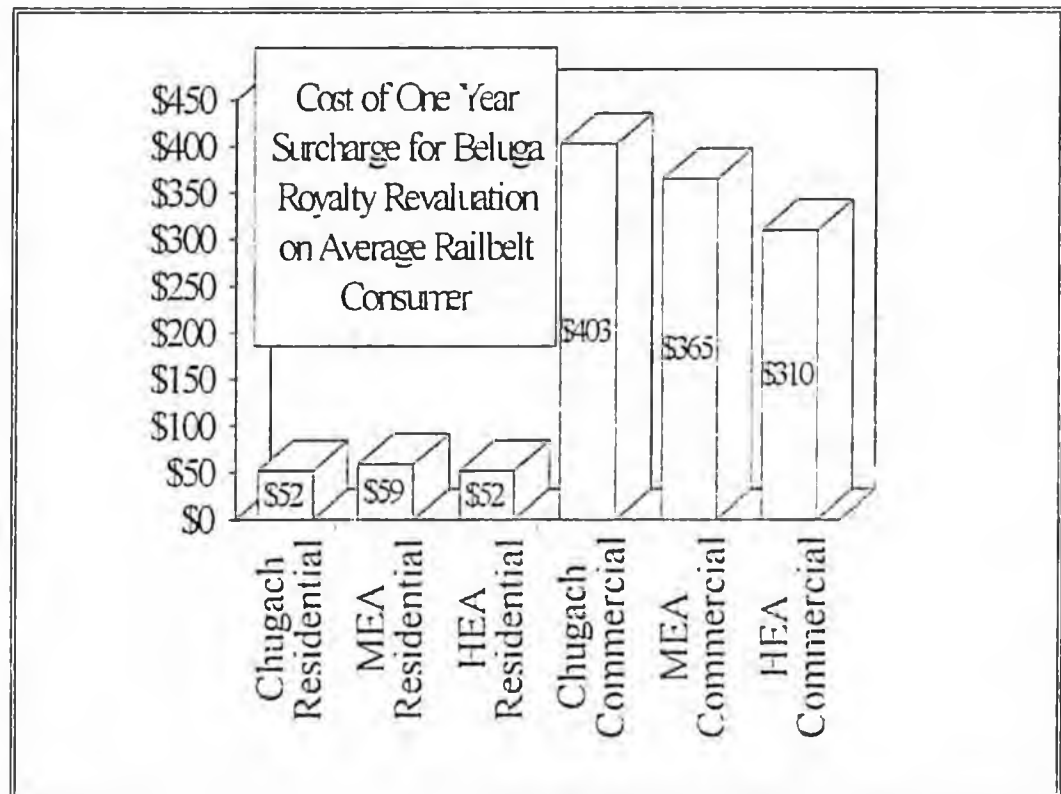 Cost of One Year
Surcharge for Beluga
Royalty Revaluation
on Average Railbelt
Consumer
$450
$400
$350
$300
$250
$200
$150
$100
$50
$0
$52
$59
$52
$403
$365
$310
Chugach
Residential
MEA
Residential
HEA
Residential
Chugach
Commercial
MEA
Commercial
HEA
Commercial